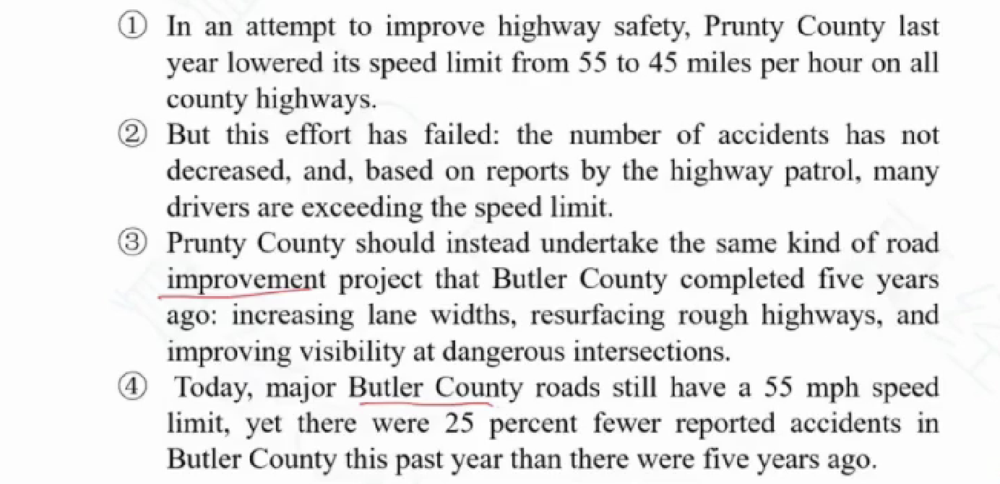 ① In an attempt to improve highway safety, Prunty County last
year lowered its speed limit from 55 to 45 miles per hour on all
county highways.
② But this effort has failed: the number of accidents has not
decreased, and, based on reports by the highway patrol, many
drivers are exceeding the speed limit.
③ Prunty County should instead undertake the same kind of road
improvement project that Butler County completed five years
ago: increasing lane widths, resurfacing rough highways, and
improving visibility at dangerous intersections.
④ Today, major Butler County roads still have a 55 mph speed
limit, yet there were 25 percent fewer reported accidents in
Butler County this past year than there were five years ago.